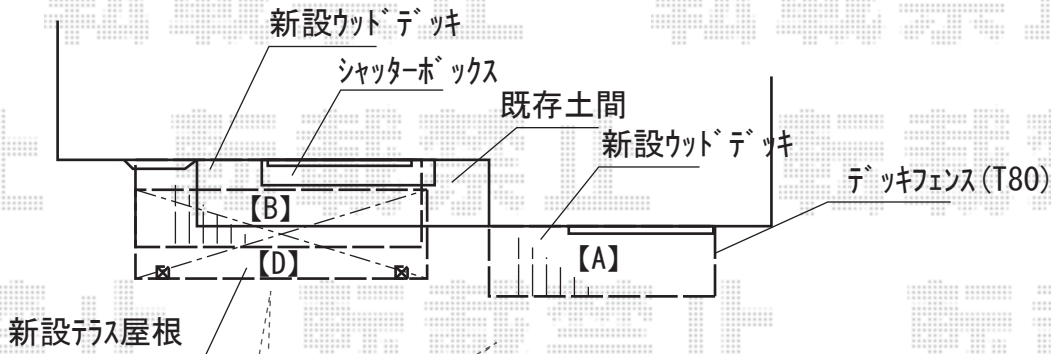 新設ウッドデッキ
シャッターボックス
既存土間
新設ウッドデッキ
デッキフェンス(T80)
【B】
【A】
【D】
新設テラス屋根